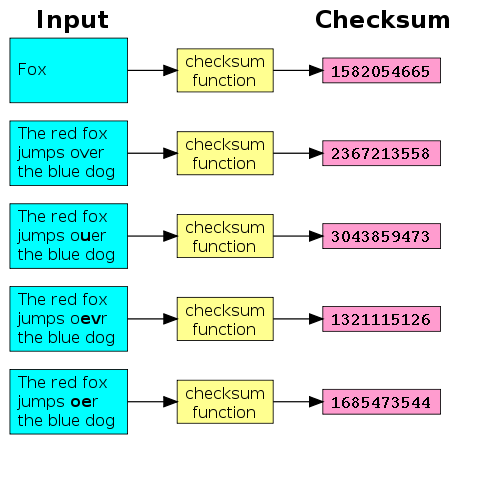 Input Checksum
Fox
checksum
function
1582054665
The red fox
jumps over
the blue dog
checksum
function
2367213558
The red fox
jumps ouer
the blue dog
checksum
function
3043859473
The red fox
jumps oevr
the blue dog
checksum
function
1321115126
The red fox
jumps oer
the blue dog
checksum
function
1685473544